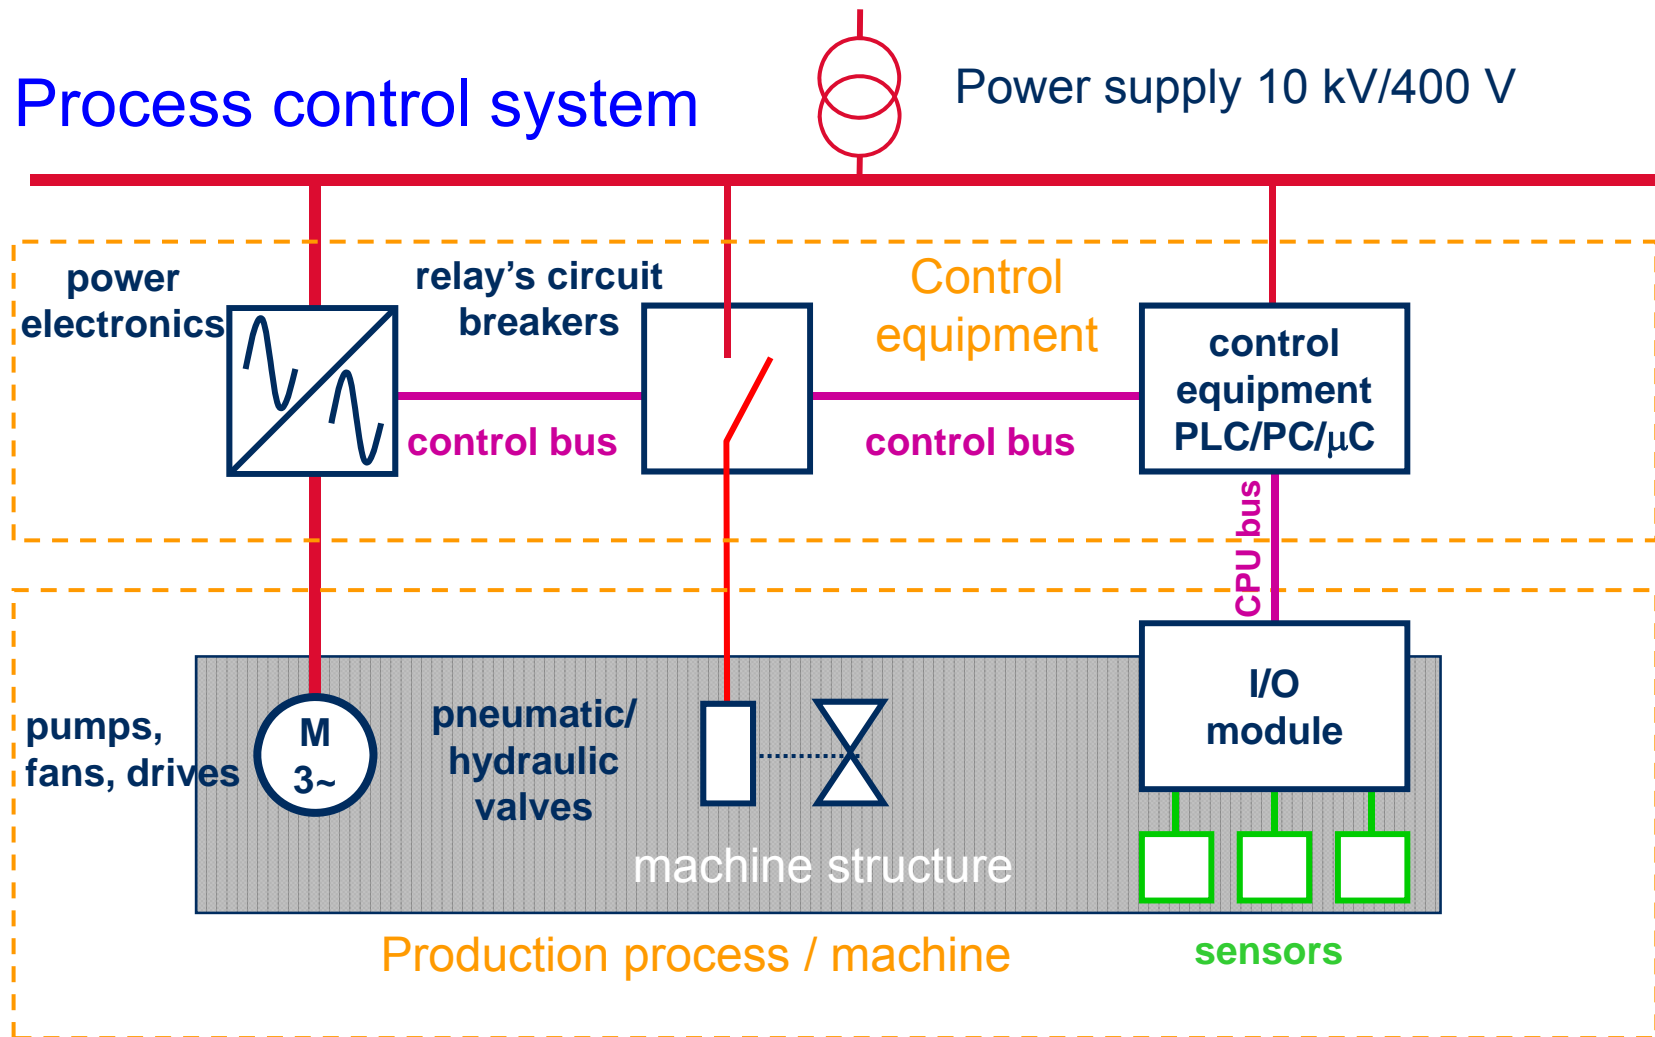 Process control system
Power supply 10 kV/400 V
power
electronics
relay’s circuit
breakers
Control
equipment
control
equipment
PLC/PC/μC
control bus
control bus
CPU bus
pumps,
fans, drives
M
3~
pneumatic/
hydraulic
valves
I/O
module
machine structure
Production process / machine
sensors